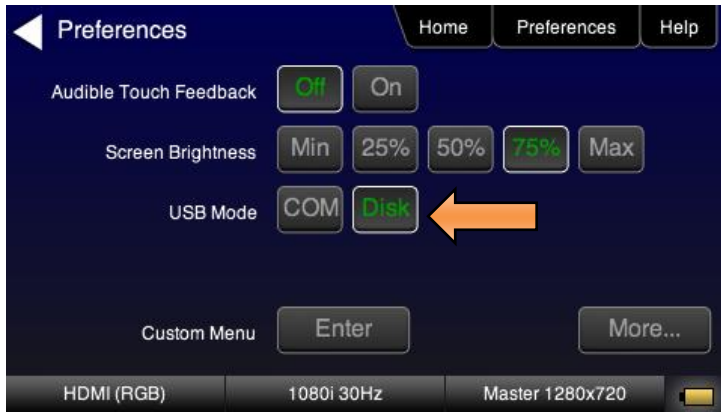 Preferences
Home
Preferences
Help
Audible Touch Feedback
Off
On
Screen Brightness
Min
25%
50%
75%
Max
USB Mode
COM
Disk
Custom Menu
Enter
More...
HDMI (RGB)
1080i 30Hz
Master 1280x720